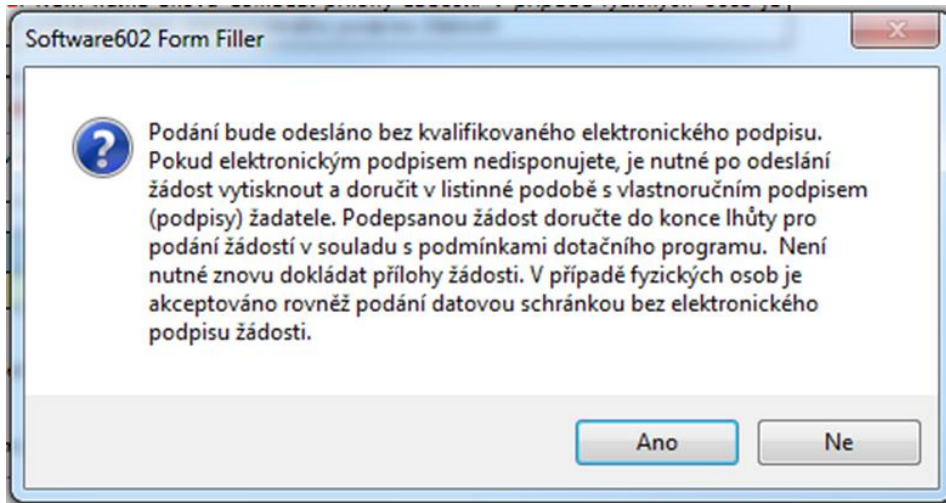 Software602 Form Filler
Podání bude odesláno bez kvalifikovaného elektronického podpisu.
Pokud elektronickým podpisem nedisponujete, je nutné po odeslání
žádost vytisknout a doručit v listinné podobě s vlastnoručním podpisem
(podpisy) žadatele. Podepsanou žádost doručte do konce lhůty pro
podání žádostí v souladu s podmínkami dotačního programu.  Není
nutné znovu dokládat přílohy žádosti. V případě fyzických osob je
akceptováno rovněž podání datovou schránkou bez elektronického
podpisu žádosti.
Ano
Ne